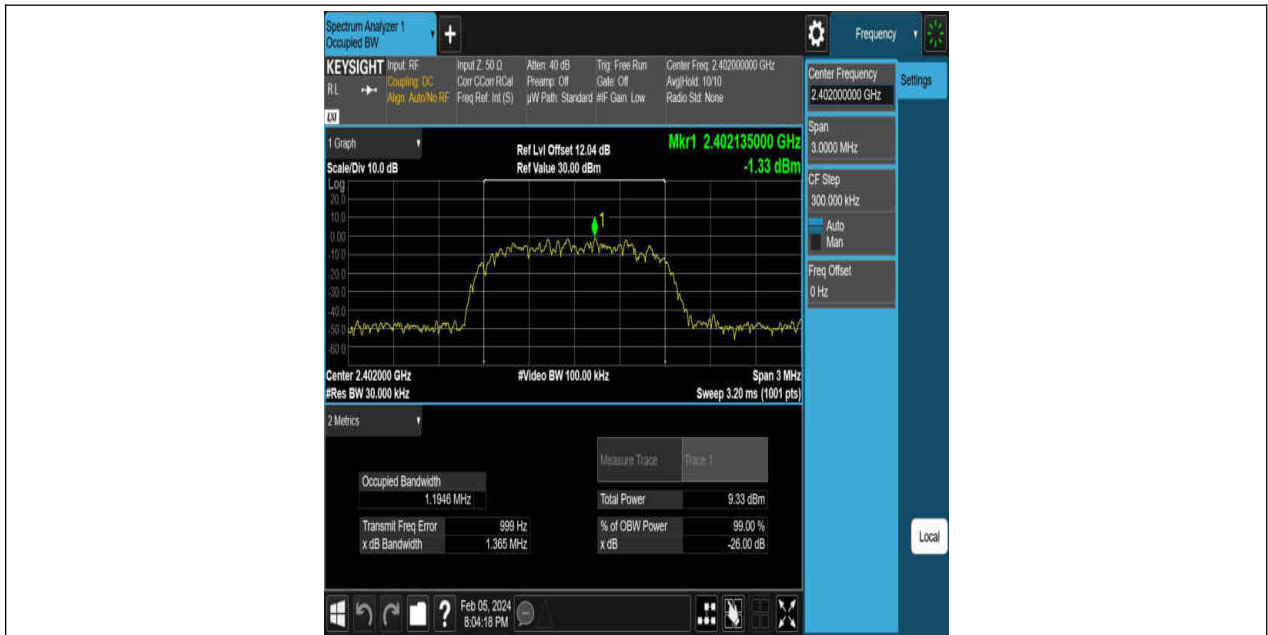 Spectrum Analyzer 1
Occupied BW
Frequency
KEYSIGHT
RL
LXI
Input: RF
Coupling: DC
Align: Auto/No RF
Input Z: 50 Ω
Corr CCorr RCal
Freq Ref: Int (S)
Atten: 40 dB
Preamp: Off
µW Path: Standard
Trig: Free Run
Gate: Off
#IF Gain: Low
Center Freq: 2.402000000 GHz
Avg|Hold: 10/10
Radio Std: None
Center Frequency
2.402000000 GHz
Settings
Span
3.0000 MHz
CF Step
300.000 kHz
Auto
Man
Freq Offset
0 Hz
1 Graph
Scale/Div 10.0 dB
Ref Lvl Offset 12.04 dB
Ref Value 30.00 dBm
Mkr1 2.402135000 GHz
-1.33 dBm
Log
20.0
10.0
0.00
-10.0
-20.0
-30.0
-40.0
-50.0
-60.0
1
Center 2.402000 GHz
#Res BW 30.000 kHz
#Video BW 100.00 kHz
Span 3 MHz
Sweep 3.20 ms (1001 pts)
2 Metrics
Measure Trace Trace 1
Occupied Bandwidth
1.1946 MHz
Total Power 9.33 dBm
Transmit Freq Error 999 Hz
% of OBW Power 99.00 %
x dB Bandwidth 1.365 MHz
x dB -26.00 dB
Local
?
Feb 05, 2024
8:04:18 PM